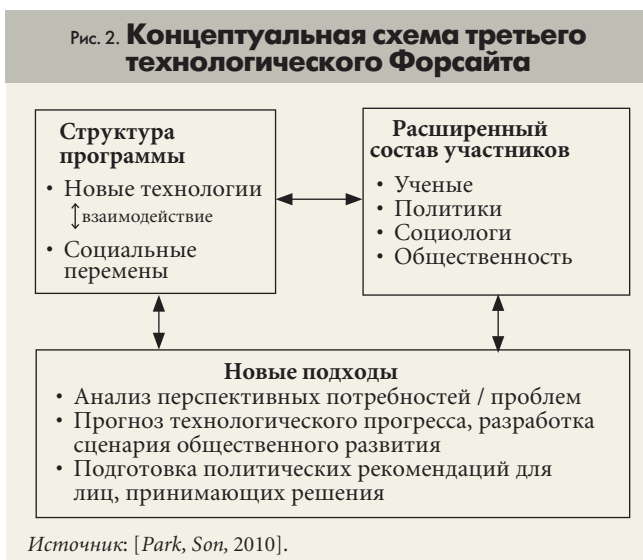 Рис. 2. Концептуальная схема третьего
технологического Форсайта
Структура
программы
• Новые технологии
взаимодействие
• Социальные
перемены
Расширенный
состав участников
• Ученые
• Политики
• Социологи
• Общественность
Новые подходы
• Анализ перспективных потребностей / проблем
• Прогноз технологического прогресса, разработка
сценария общественного развития
• Подготовка политических рекомендаций для
лиц, принимающих решения
Источник: [Park, Son, 2010].